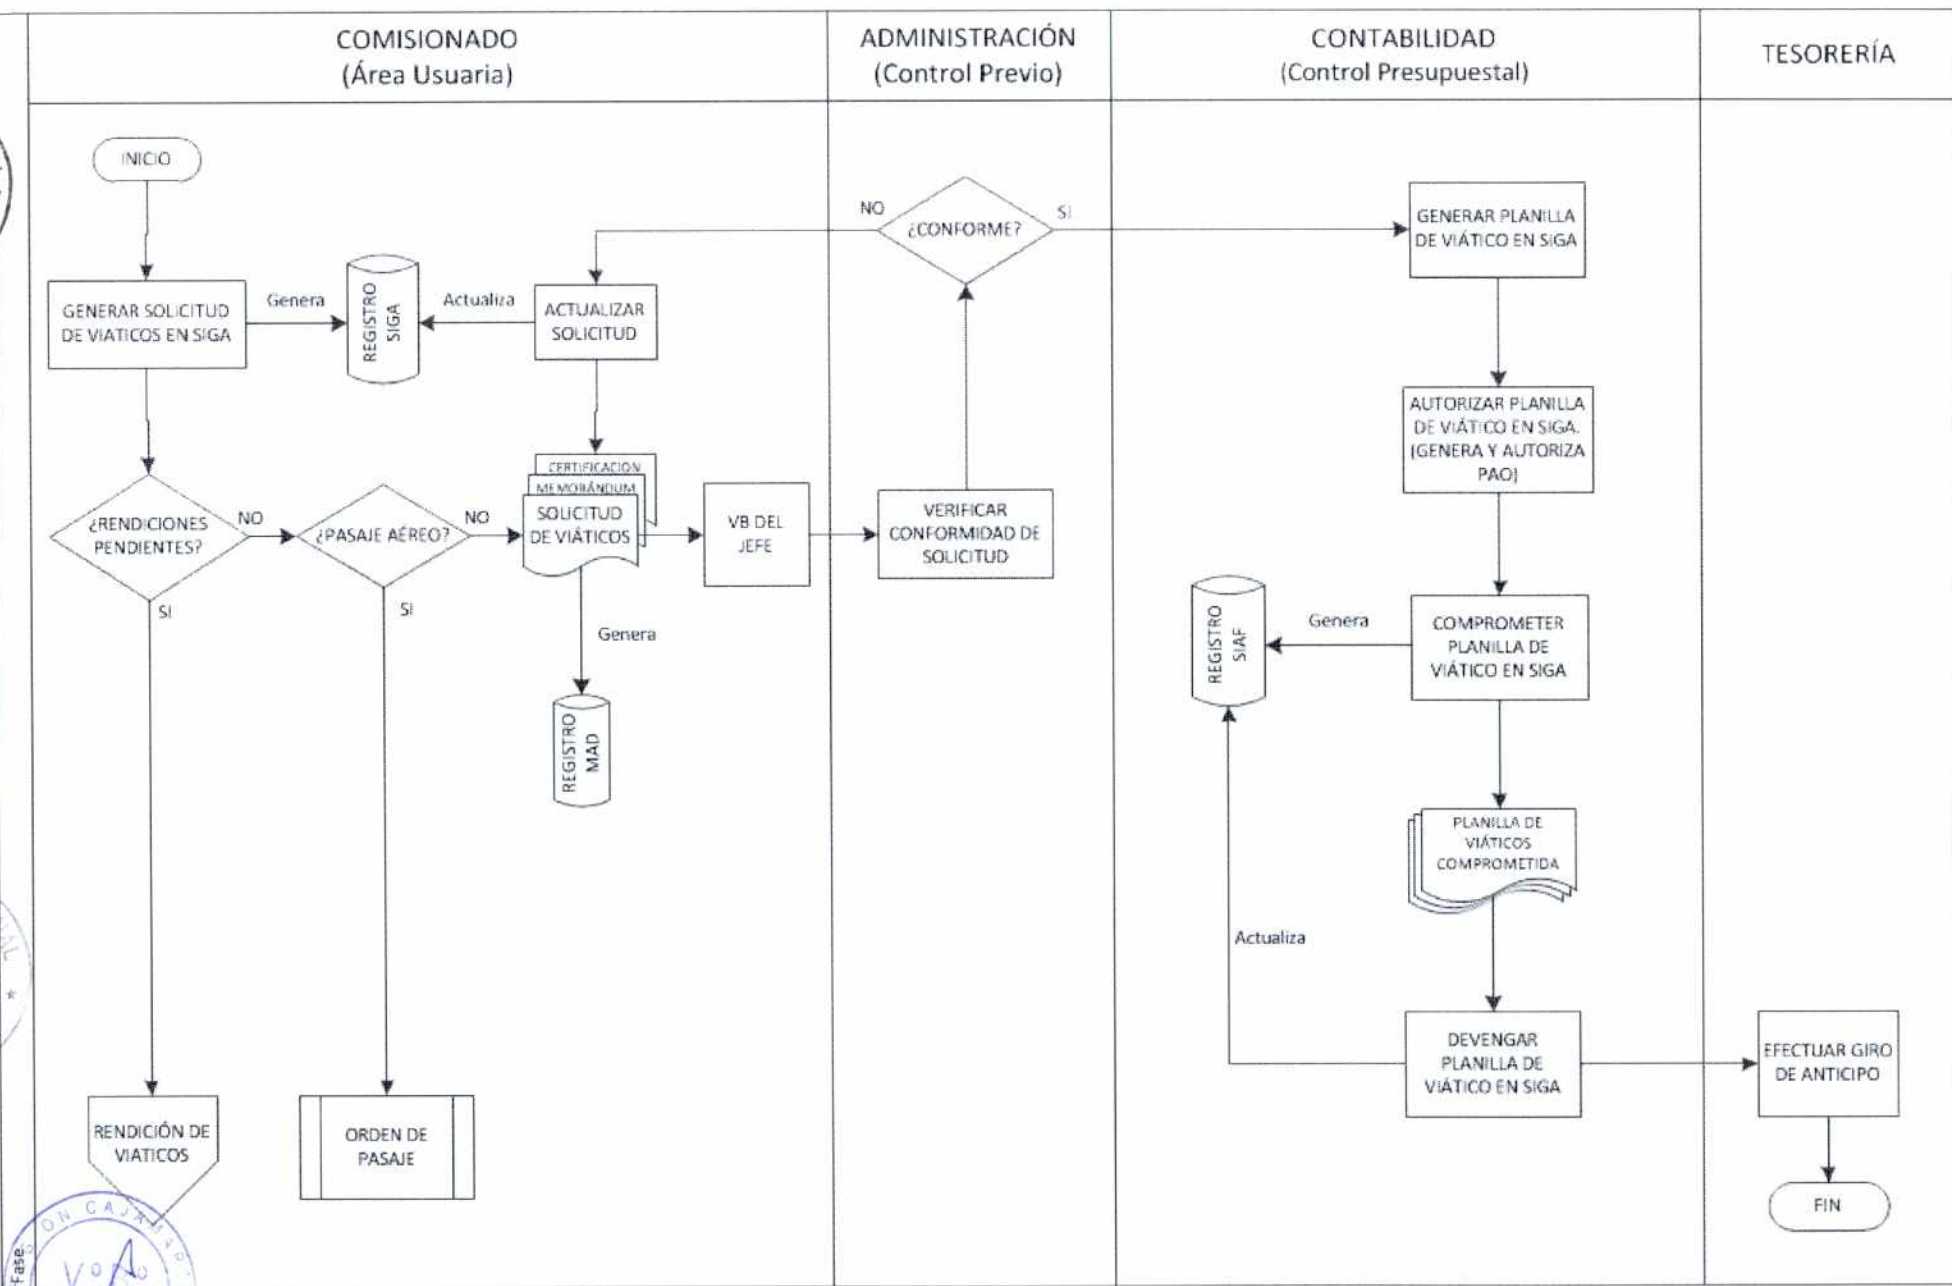 COMISIONADO
(Área Usuaria)
ADMINISTRACIÓN
(Control Previo)
CONTABILIDAD
(Control Presupuestal)
TESORERÍA
INICIO
GENERAR SOLICITUD
DE VIATICOS EN SIGA
Genera
REGISTRO
SIGA
Actualiza
ACTUALIZAR
SOLICITUD
NO
¿CONFORME?
SI
GENERAR PLANILLA
DE VIÁTICO EN SIGA
AUTORIZAR PLANILLA
DE VIÁTICO EN SIGA.
(GENERA Y AUTORIZA
PAO)
¿RENDICIONES
PENDIENTES?
NO
SI
¿PASAJE AÉREO?
NO
SI
CERTIFICACION
MEMORÁNDUM
SOLICITUD
DE VIÁTICOS
VB DEL
JEFE
VERIFICAR
CONFORMIDAD DE
SOLICITUD
Genera
REGISTRO
MAD
REGISTRO
SIAF
Genera
COMPROMETER
PLANILLA DE
VIÁTICO EN SIGA
PLANILLA DE
VIÁTICOS
COMPROMETIDA
Actualiza
DEVENGAR
PLANILLA DE
VIÁTICO EN SIGA
EFECTUAR GIRO
DE ANTICIPO
FIN
RENDICIÓN DE
VIATICOS
ORDEN DE
PASAJE
Fase